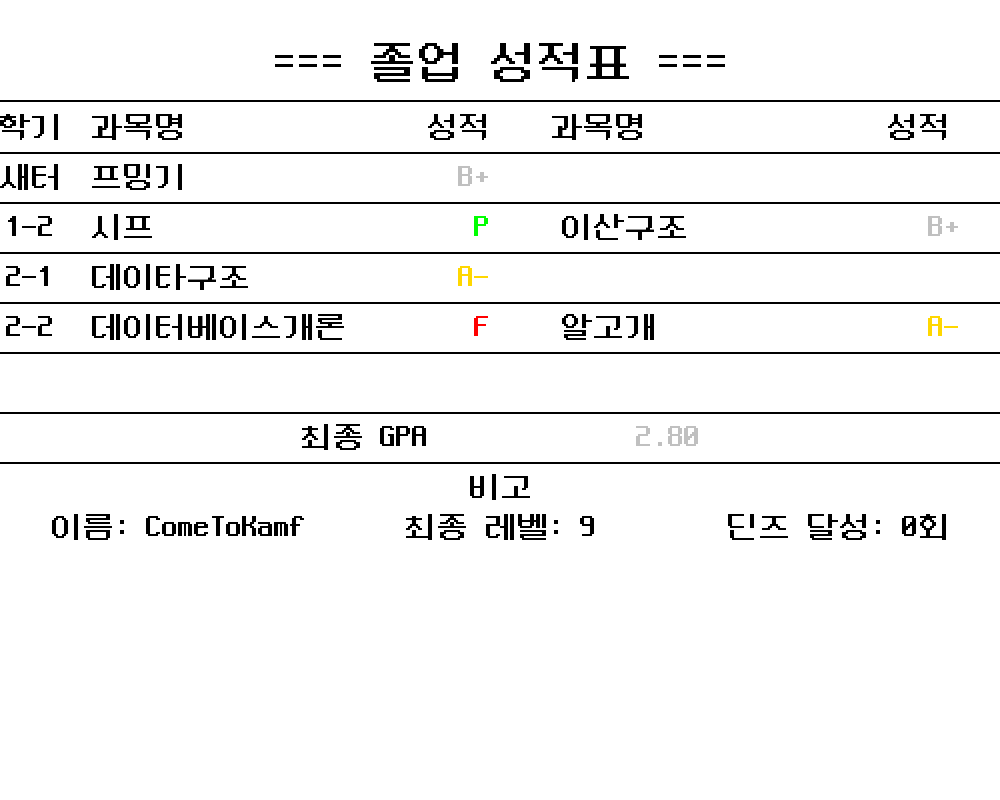 === 졸업 성적표 ===
학기 과목명 성적 과목명 성적
새터 프밍기 B+
1-2 시프 P 이산구조 B+
2-1 데이타구조 A-
2-2 데이터베이스개론 F 알고개 A-
최종 GPA 2.80
비고
이름: ComeToKamf 최종 레벨: 9 딘즈 달성: 0회